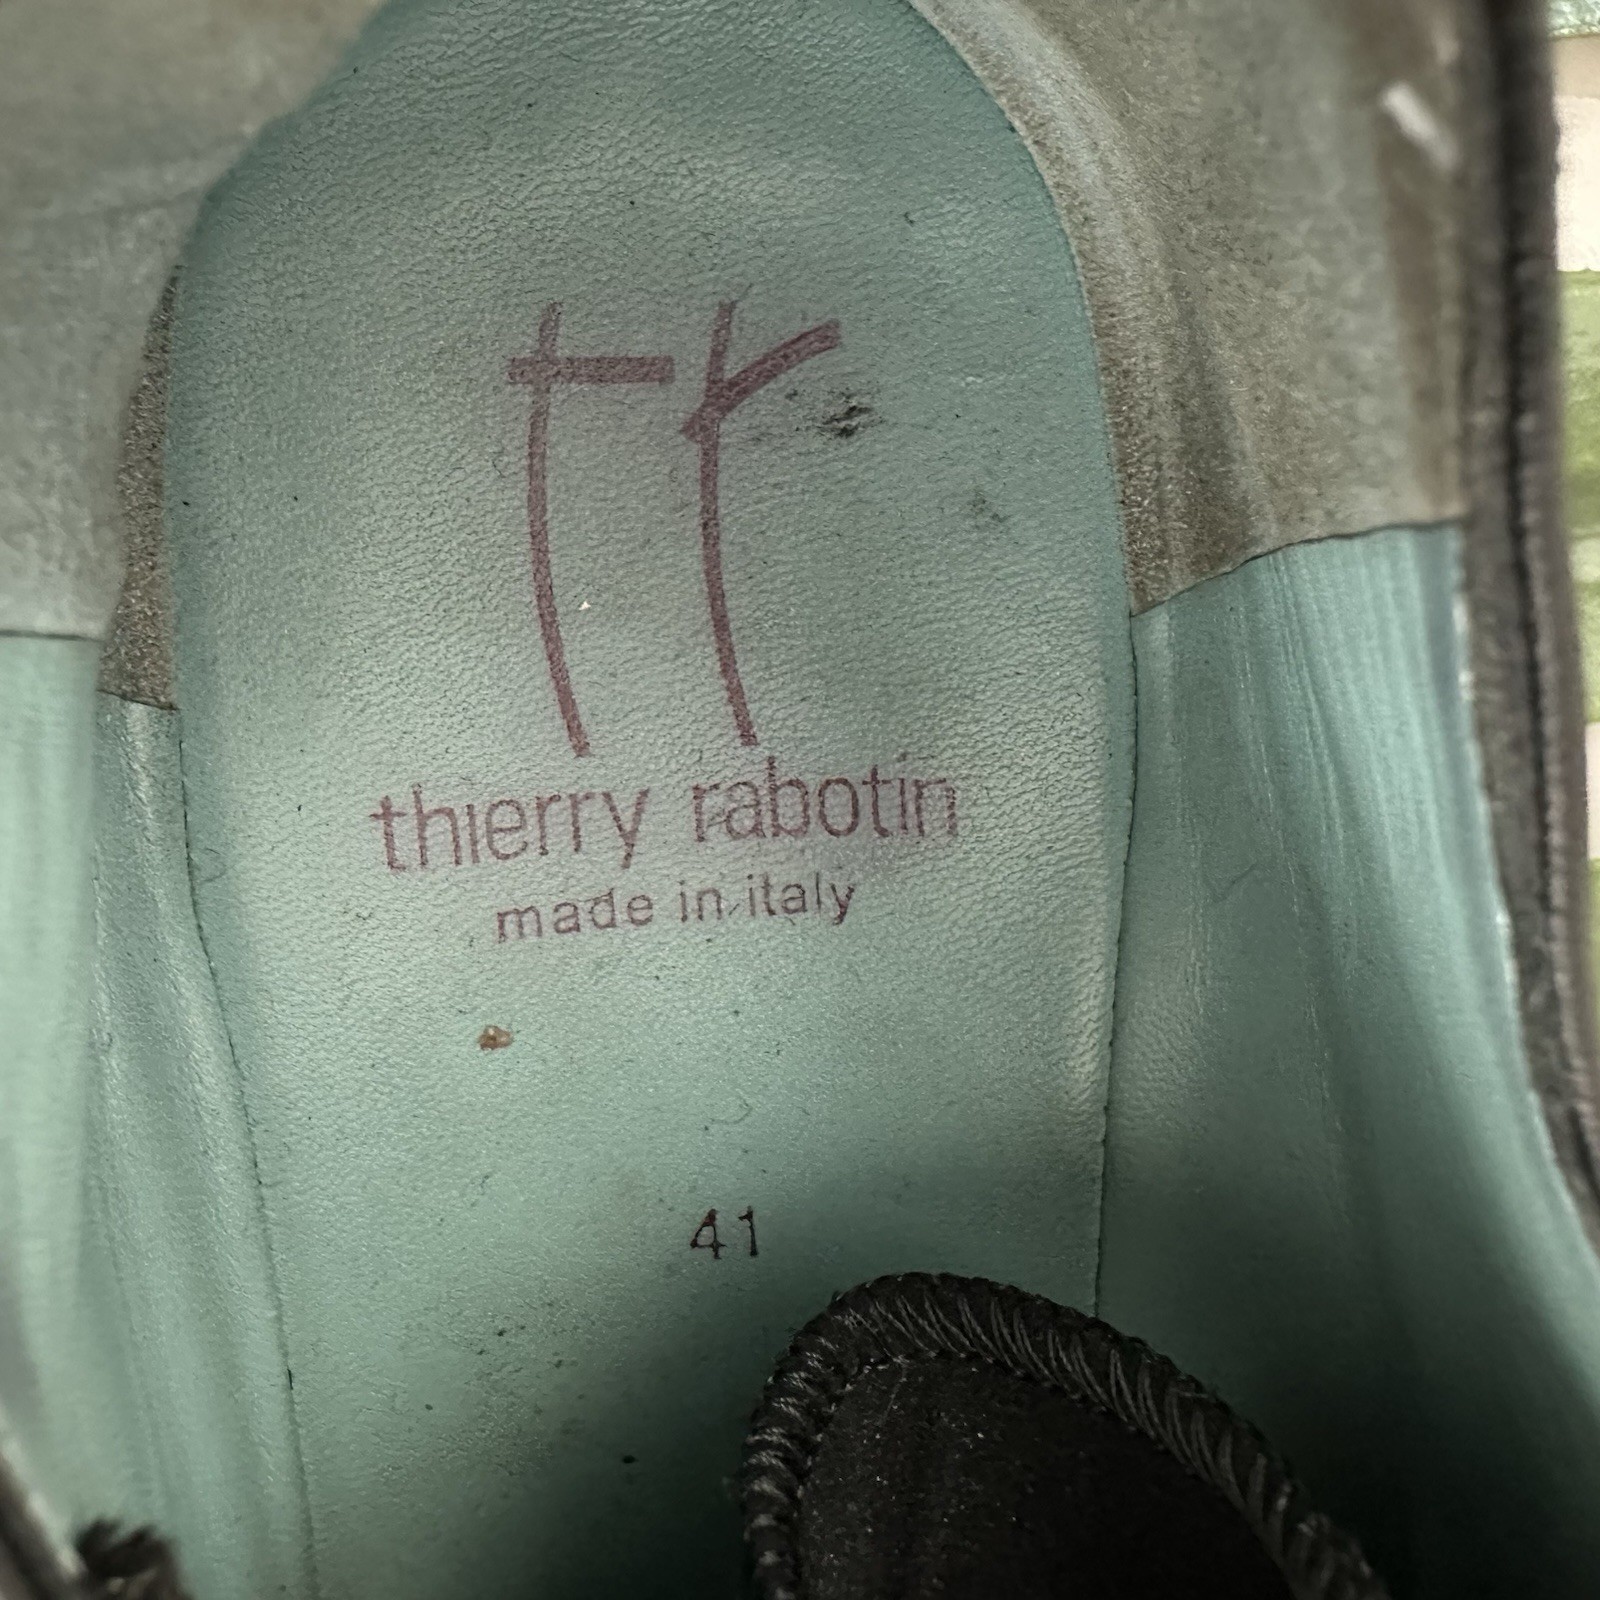 tr
thierry rabotin
made in italy
41